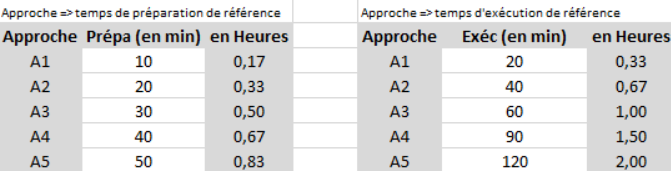 Approche => temps de préparation de référence Approche => temps d'exécution de référence
Approche Prépa (en min) en Heures Approche Exéc (en min) en Heures
A1 10 0,17 A1 20 0,33
A2 20 0,33 A2 40 0,67
A3 30 0,50 A3 60 1,00
A4 40 0,67 A4 90 1,50
A5 50 0,83 A5 120 2,00